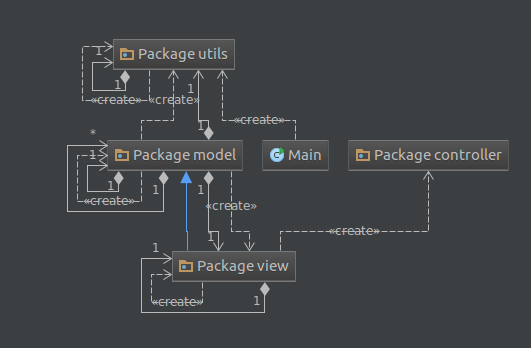 1
Package utils
1
1
«create»
«create»
«create»
1
*
1
Package model
Main
Package controller
1
1
1
«create»
«create»
1
«create»
1
Package view
1
«create»